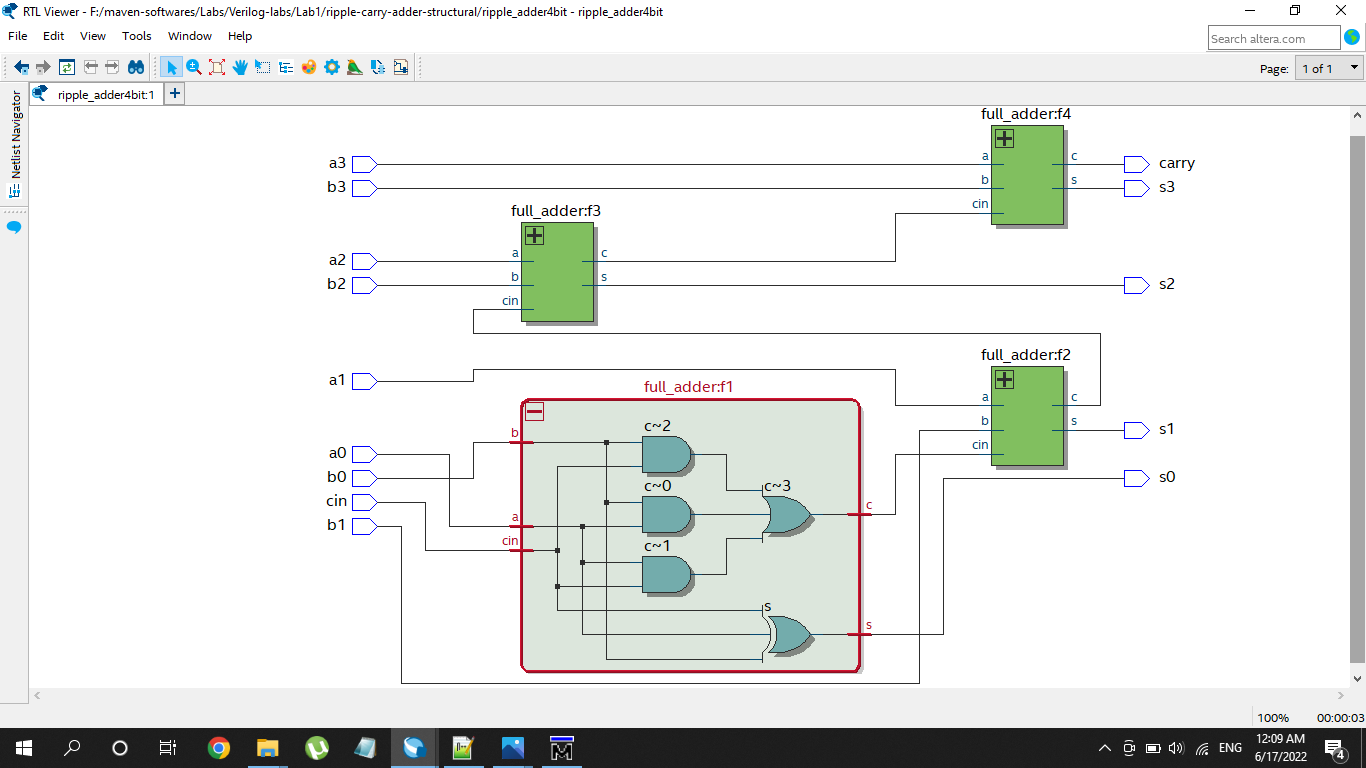 RTL Viewer - F:/maven-softwares/Labs/Verilog-labs/Lab1/ripple-carry-adder-structural/ripple_adder4bit - ripple_adder4bit
File Edit View Tools Window Help
Search altera.com
Page: 1 of 1
ripple_adder4bit:1
Netlist Navigator
full_adder:f4
a3 a c carry
b3 b s s3
cin
full_adder:f3
a2 a c
b2 b s s2
cin
full_adder:f2
a1 a c
full_adder:f1
b s s1
cin
b c~2
a0
b0 s0
c~0 c~3
cin
a c
b1
cin c~1
s
s
100% 00:00:03
ENG
12:09 AM
6/17/2022
4